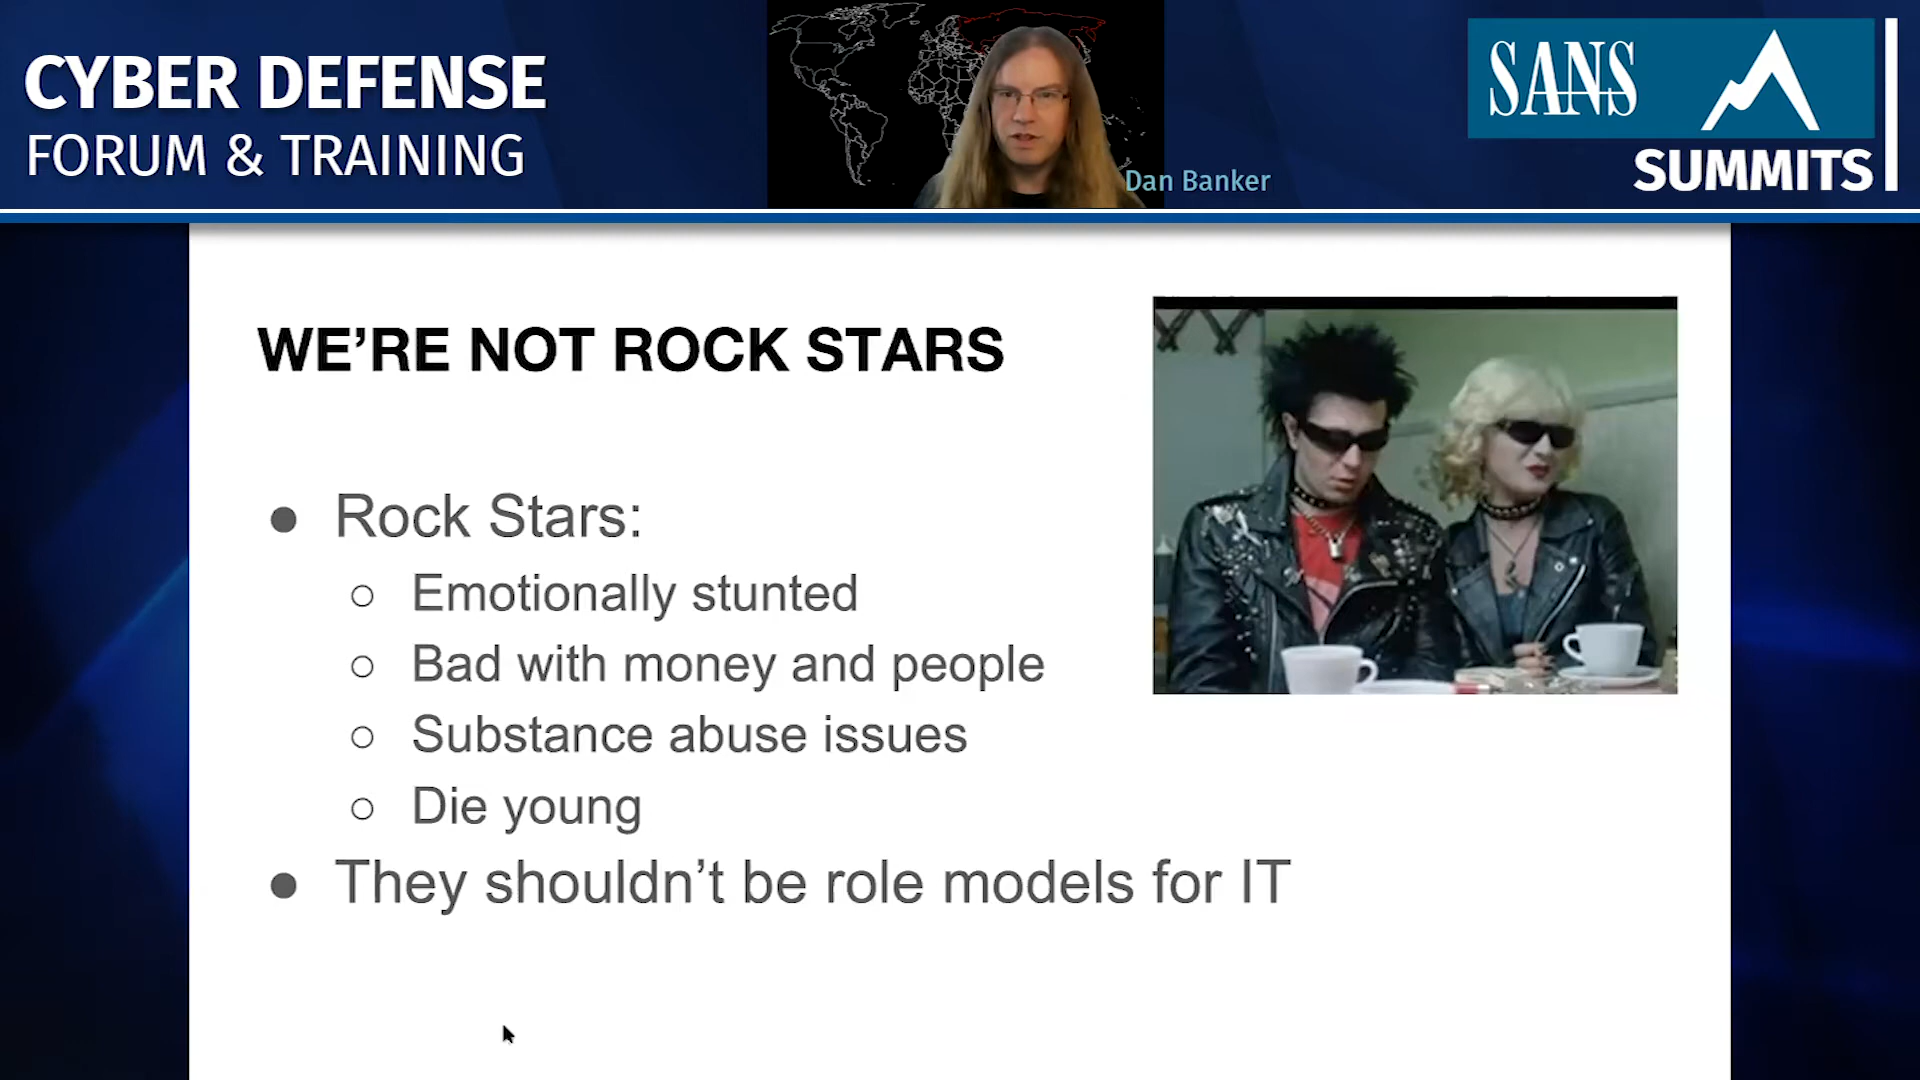 CYBER DEFENSE
FORUM & TRAINING
Dan Banker
SANS
SUMMITS
WE’RE NOT ROCK STARS
● Rock Stars:
○ Emotionally stunted
○ Bad with money and people
○ Substance abuse issues
○ Die young
● They shouldn’t be role models for IT